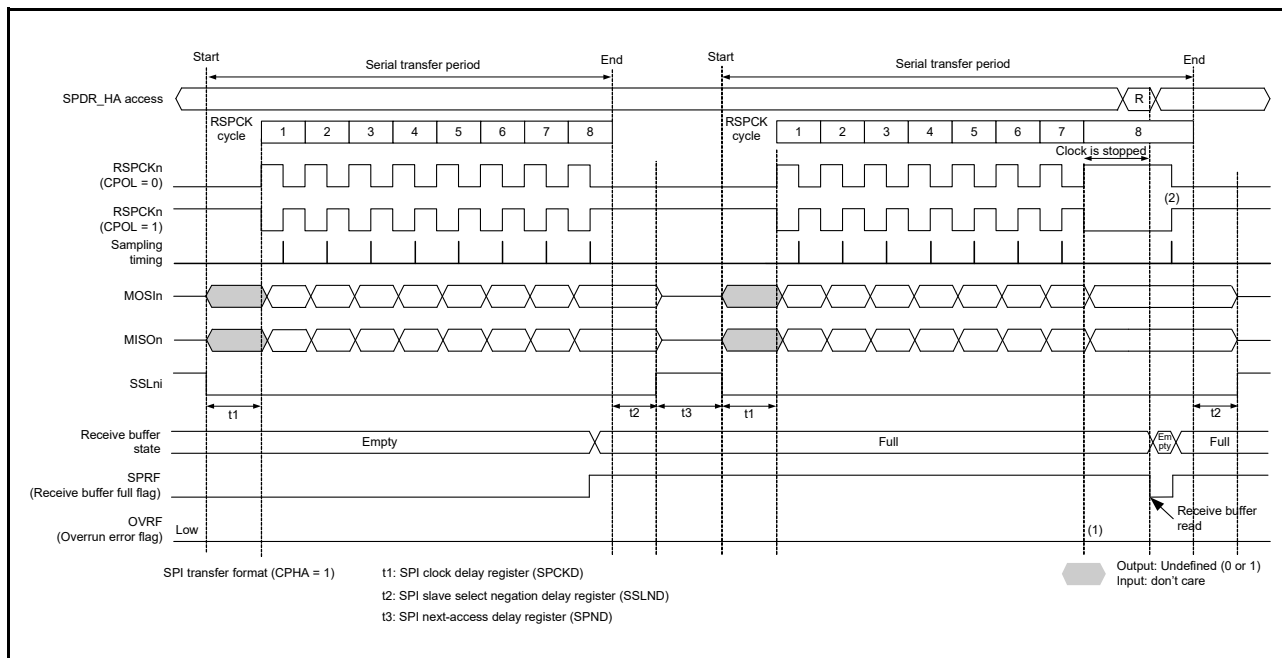 Start
End
Start
End
Serial transfer period
Serial transfer period
SPDR_HA access
R
RSPCK
cycle
1 2 3 4 5 6 7 8
RSPCK
cycle
1 2 3 4 5 6 7 8
Clock is stopped
RSPCKn
(CPOL = 0)
(2)
RSPCKn
(CPOL = 1)
Sampling
timing
MOSIn
MISOn
SSLni
t1
t2
t3
t1
t2
Receive buffer
state
Empty
Full
Em
pty
Full
SPRF
(Receive buffer full flag)
Receive buffer
read
OVRF
(Overrun error flag)
Low
(1)
SPI transfer format (CPHA = 1)
t1: SPI clock delay register (SPCKD)
t2: SPI slave select negation delay register (SSLND)
t3: SPI next-access delay register (SPND)
Output: Undefined (0 or 1)
Input: don't care